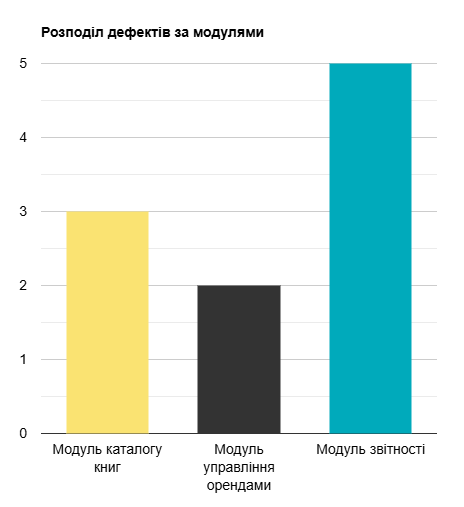 Розподіл дефектів за модулями
5
4
3
2
1
0
Модуль каталогу
книг
Модуль
управління
орендами
Модуль звітності